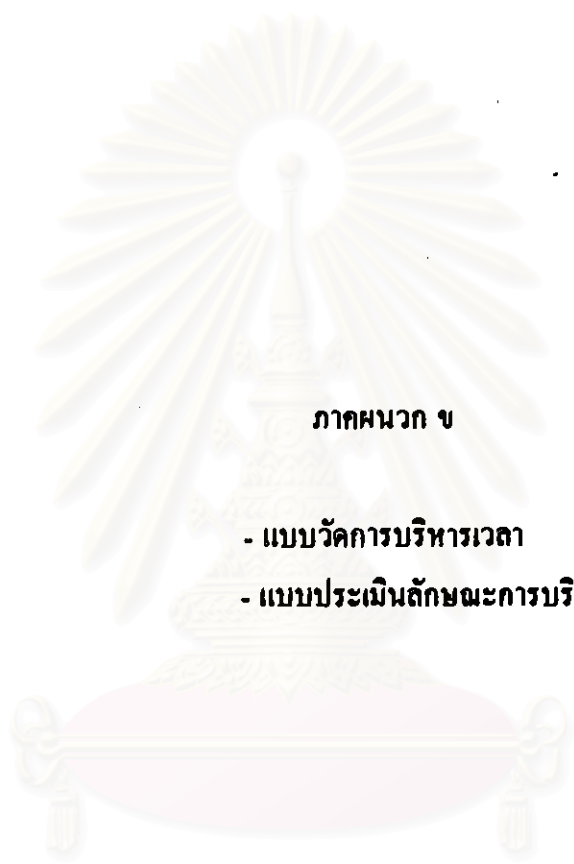 ภาคผนวก ข
- แบบวัดการบริหารเวลา
- แบบประเมินลักษณะการบริ